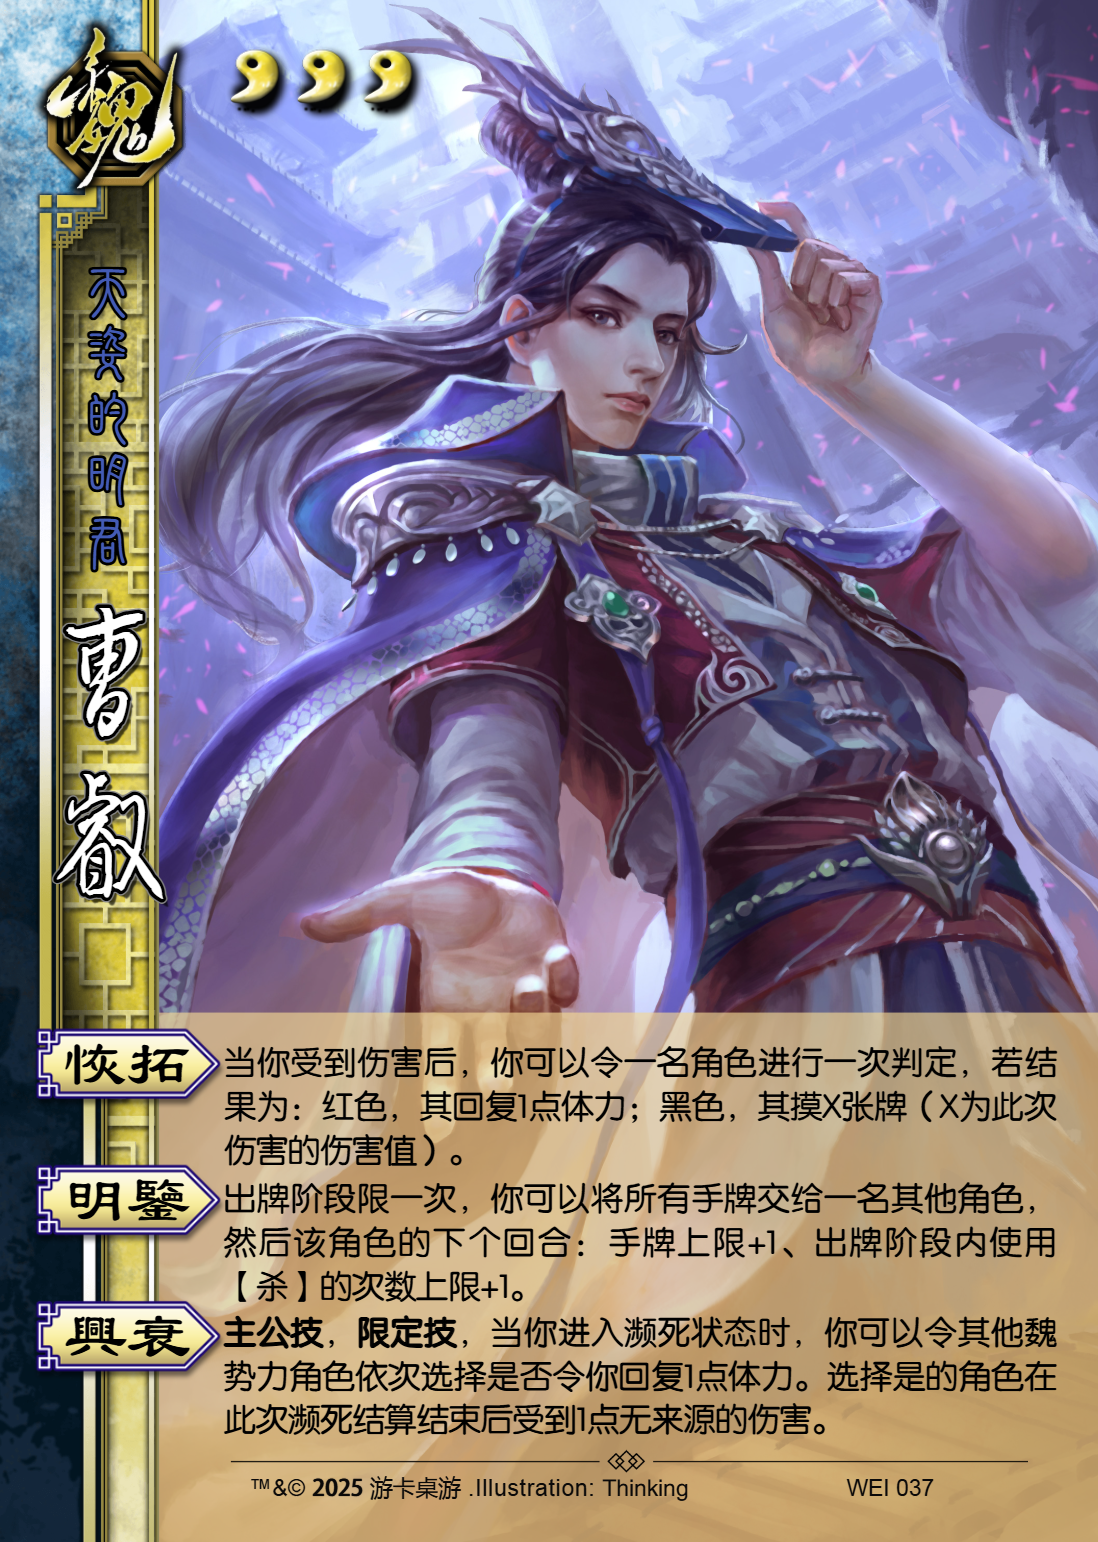 魏
天姿的明君
曹叡
恢拓
当你受到伤害后，你可以令一名角色进行一次判定，若结
果为：红色，其回复1点体力；黑色，其摸X张牌（X为此次
伤害的伤害值）。
明鑒
出牌阶段限一次，你可以将所有手牌交给一名其他角色，
然后该角色的下个回合：手牌上限+1、出牌阶段内使用
【杀】的次数上限+1。
興衰
主公技，限定技，当你进入濒死状态时，你可以令其他魏
势力角色依次选择是否令你回复1点体力。选择是的角色在
此次濒死结算结束后受到1点无来源的伤害。
™&© 2025 游卡桌游 .Illustration: Thinking
WEI 037